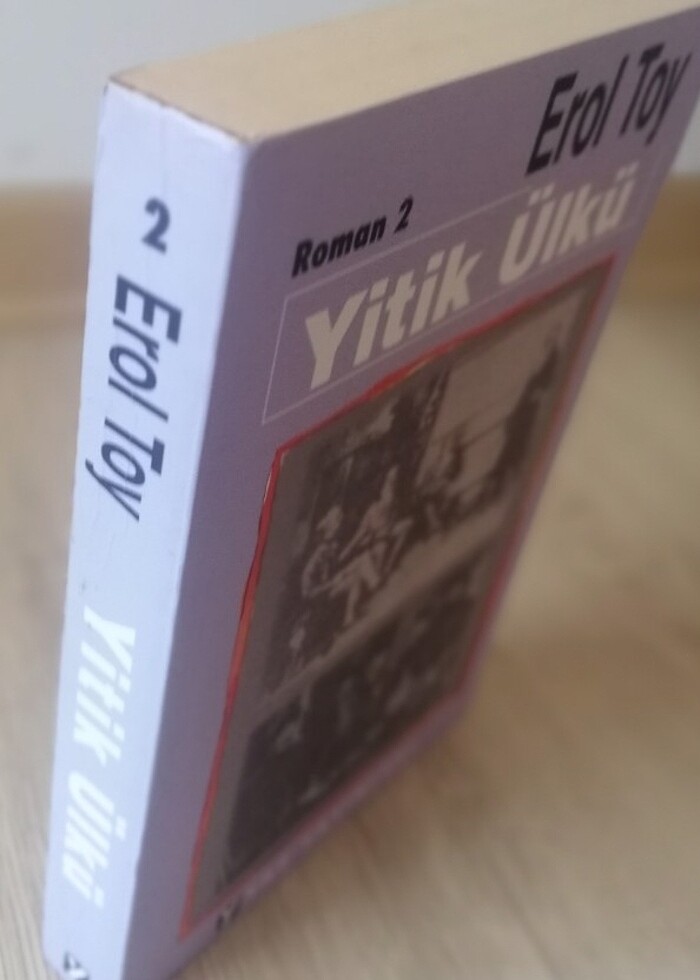 2
Erol Toy
Yitik Ülkü
Erol Toy
Roman 2
Yitik Ülkü